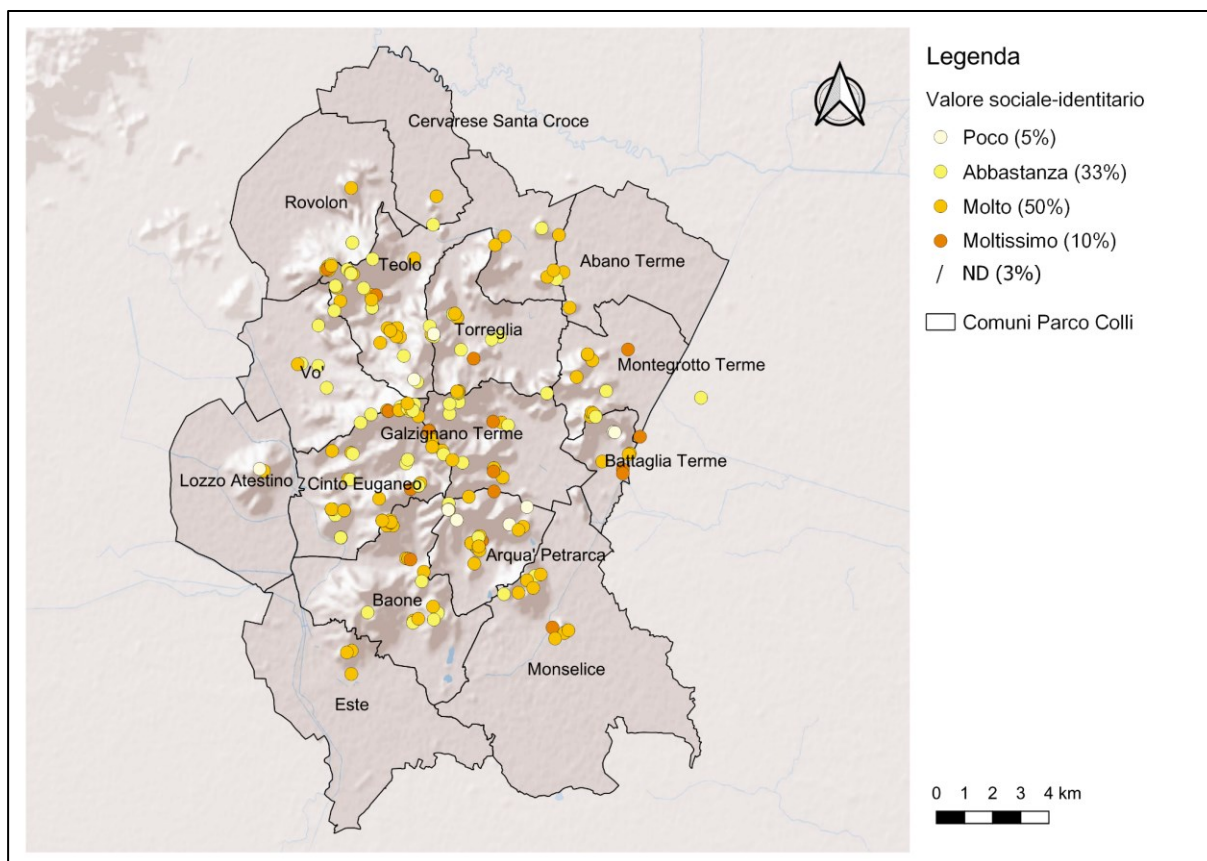 Legenda
Valore sociale-identitario
Poco (5%)
Abbastanza (33%)
Molto (50%)
Moltissimo (10%)
/ ND (3%)
Comuni Parco Colli
Cervarese Santa Croce
Rovolon
Teolo
Abano Terme
Torreglia
Montegrotto Terme
Vo'
Galzignano Terme
Battaglia Terme
Lozzo Atestino
Cinto Euganeo
Arqua' Petrarca
Baone
Monselice
Este
0 1 2 3 4 km